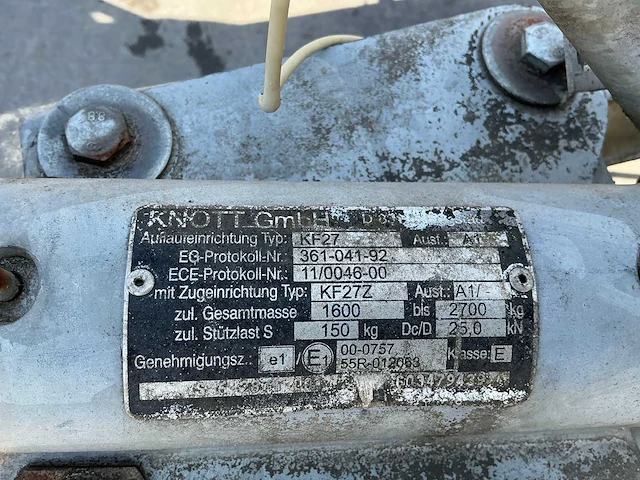 88
KNOTT GmbH
Auflaufeinrichtung Typ: KF27 Ausf.: A1
EG-Protokoll-Nr. 361-041-92
ECE-Protokoll-Nr.: 11/0046-00
mit Zugeinrichtung Typ: KF27Z Ausf.: A1/
zul. Gesamtmasse 1600 bis 2700 kg
zul. Stützlast S 150 kg Dc/D 25.0 kN
Genehmigungsz.: e1 E1 00-0757 Klasse: E
55R-012063